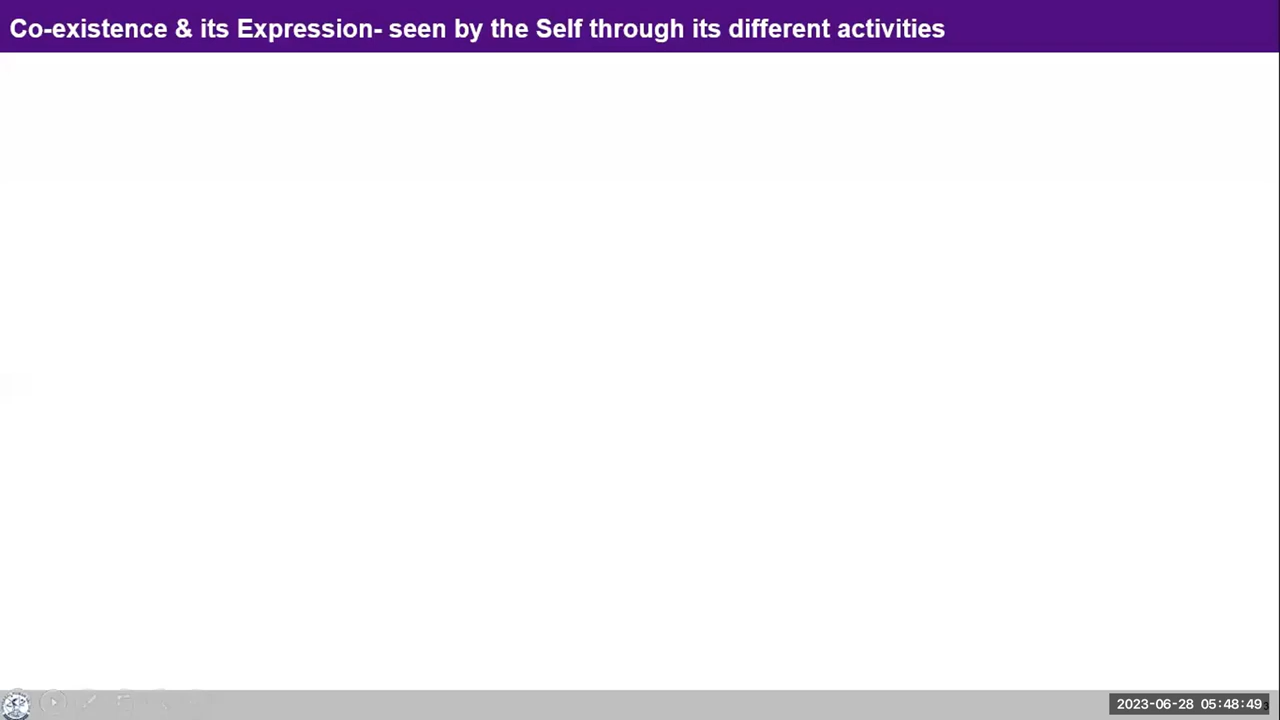 Co-existence & its Expression- seen by the Self through its different activities
2023-06-28 05:48:49